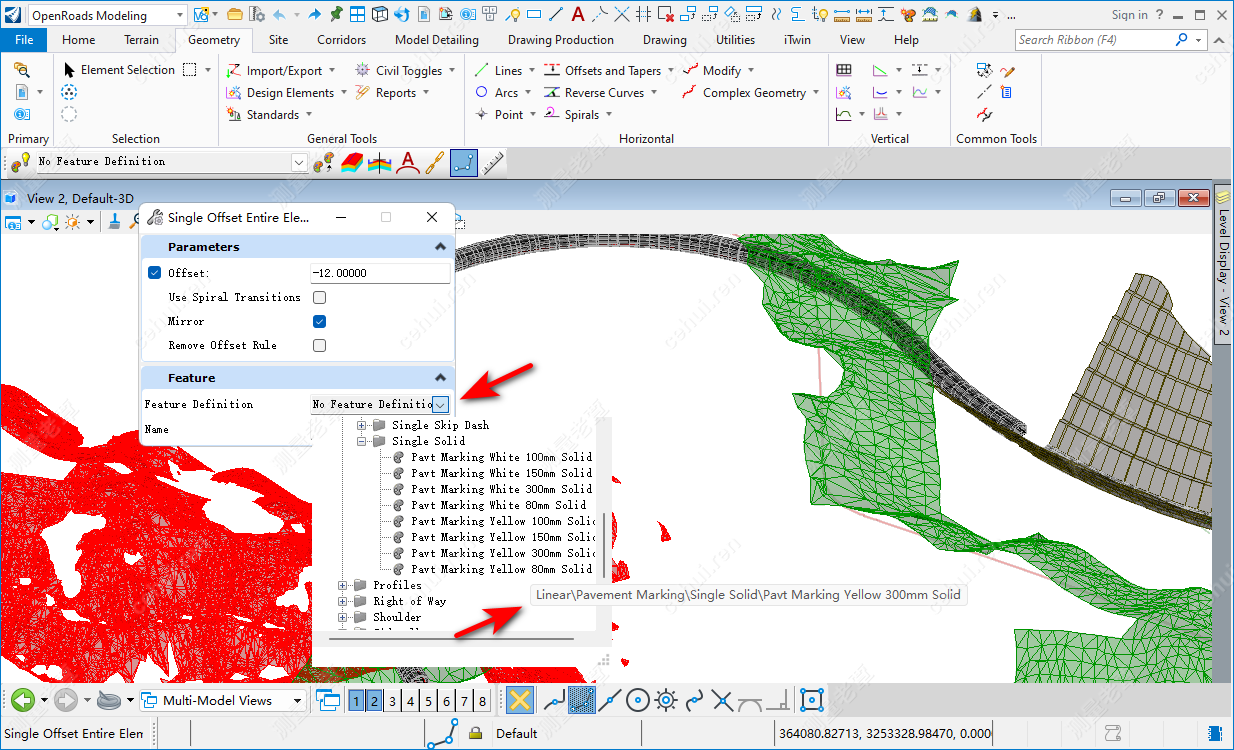 OpenRoads Modeling
Sign in ?
File Home Terrain Geometry Site Corridors Model Detailing Drawing Production Drawing Utilities iTwin View Help
Search Ribbon (F4)
Element Selection
Import/Export Civil Toggles
Design Elements Reports
Standards
Lines Offsets and Tapers Modify
Arcs Reverse Curves Complex Geometry
Point Spirals
Primary Selection General Tools Horizontal Vertical Common Tools
No Feature Definition
View 2, Default-3D
Level Display - View 2
Single Offset Entire Ele...
Parameters
Offset: -12.00000
Use Spiral Transitions
Mirror
Remove Offset Rule
Feature
Feature Definition No Feature Definitio
Name
Single Skip Dash
Single Solid
Pavt Marking White 100mm Solid
Pavt Marking White 150mm Solid
Pavt Marking White 300mm Solid
Pavt Marking White 80mm Solid
Pavt Marking Yellow 100mm Solid
Pavt Marking Yellow 150mm Solid
Pavt Marking Yellow 300mm Solid
Pavt Marking Yellow 80mm Solid
Profiles
Right of Way
Shoulder
Linear\Pavement Marking\Single Solid\Pavt Marking Yellow 300mm Solid
Multi-Model Views 1 2 3 4 5 6 7 8
Single Offset Entire Elem Default 364080.82713, 3253328.98470, 0.000